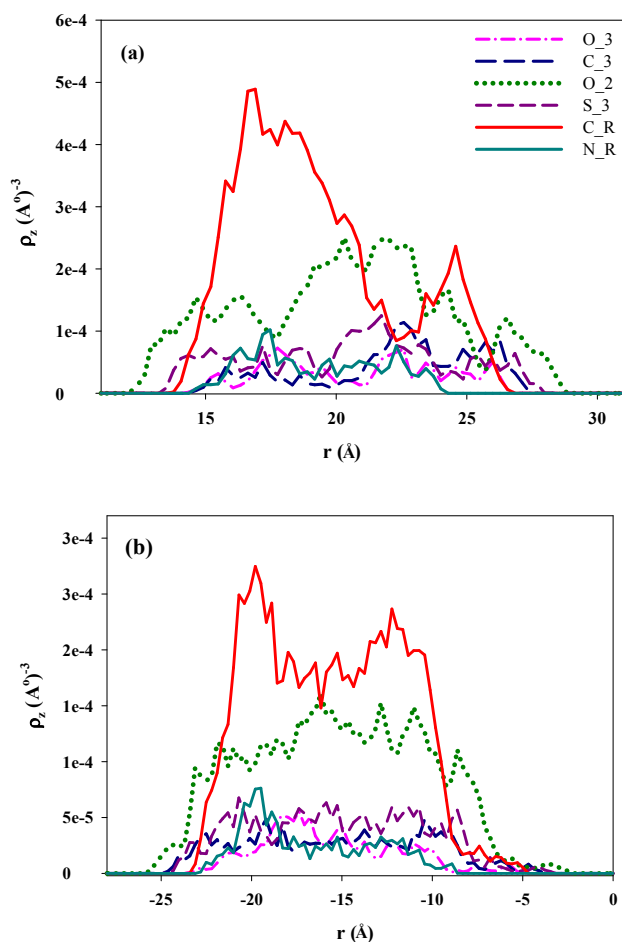 6e-4
(a)
O_3
C_3
O_2
S_3
C_R
N_R
5e-4
4e-4
3e-4
2e-4
1e-4
0
ρz (Aº)-3
15 20 25 30
r (Å)
3e-4
(b)
3e-4
2e-4
1e-4
1e-4
5e-5
0
ρz (Aº)-3
-25 -20 -15 -10 -5 0
r (Å)